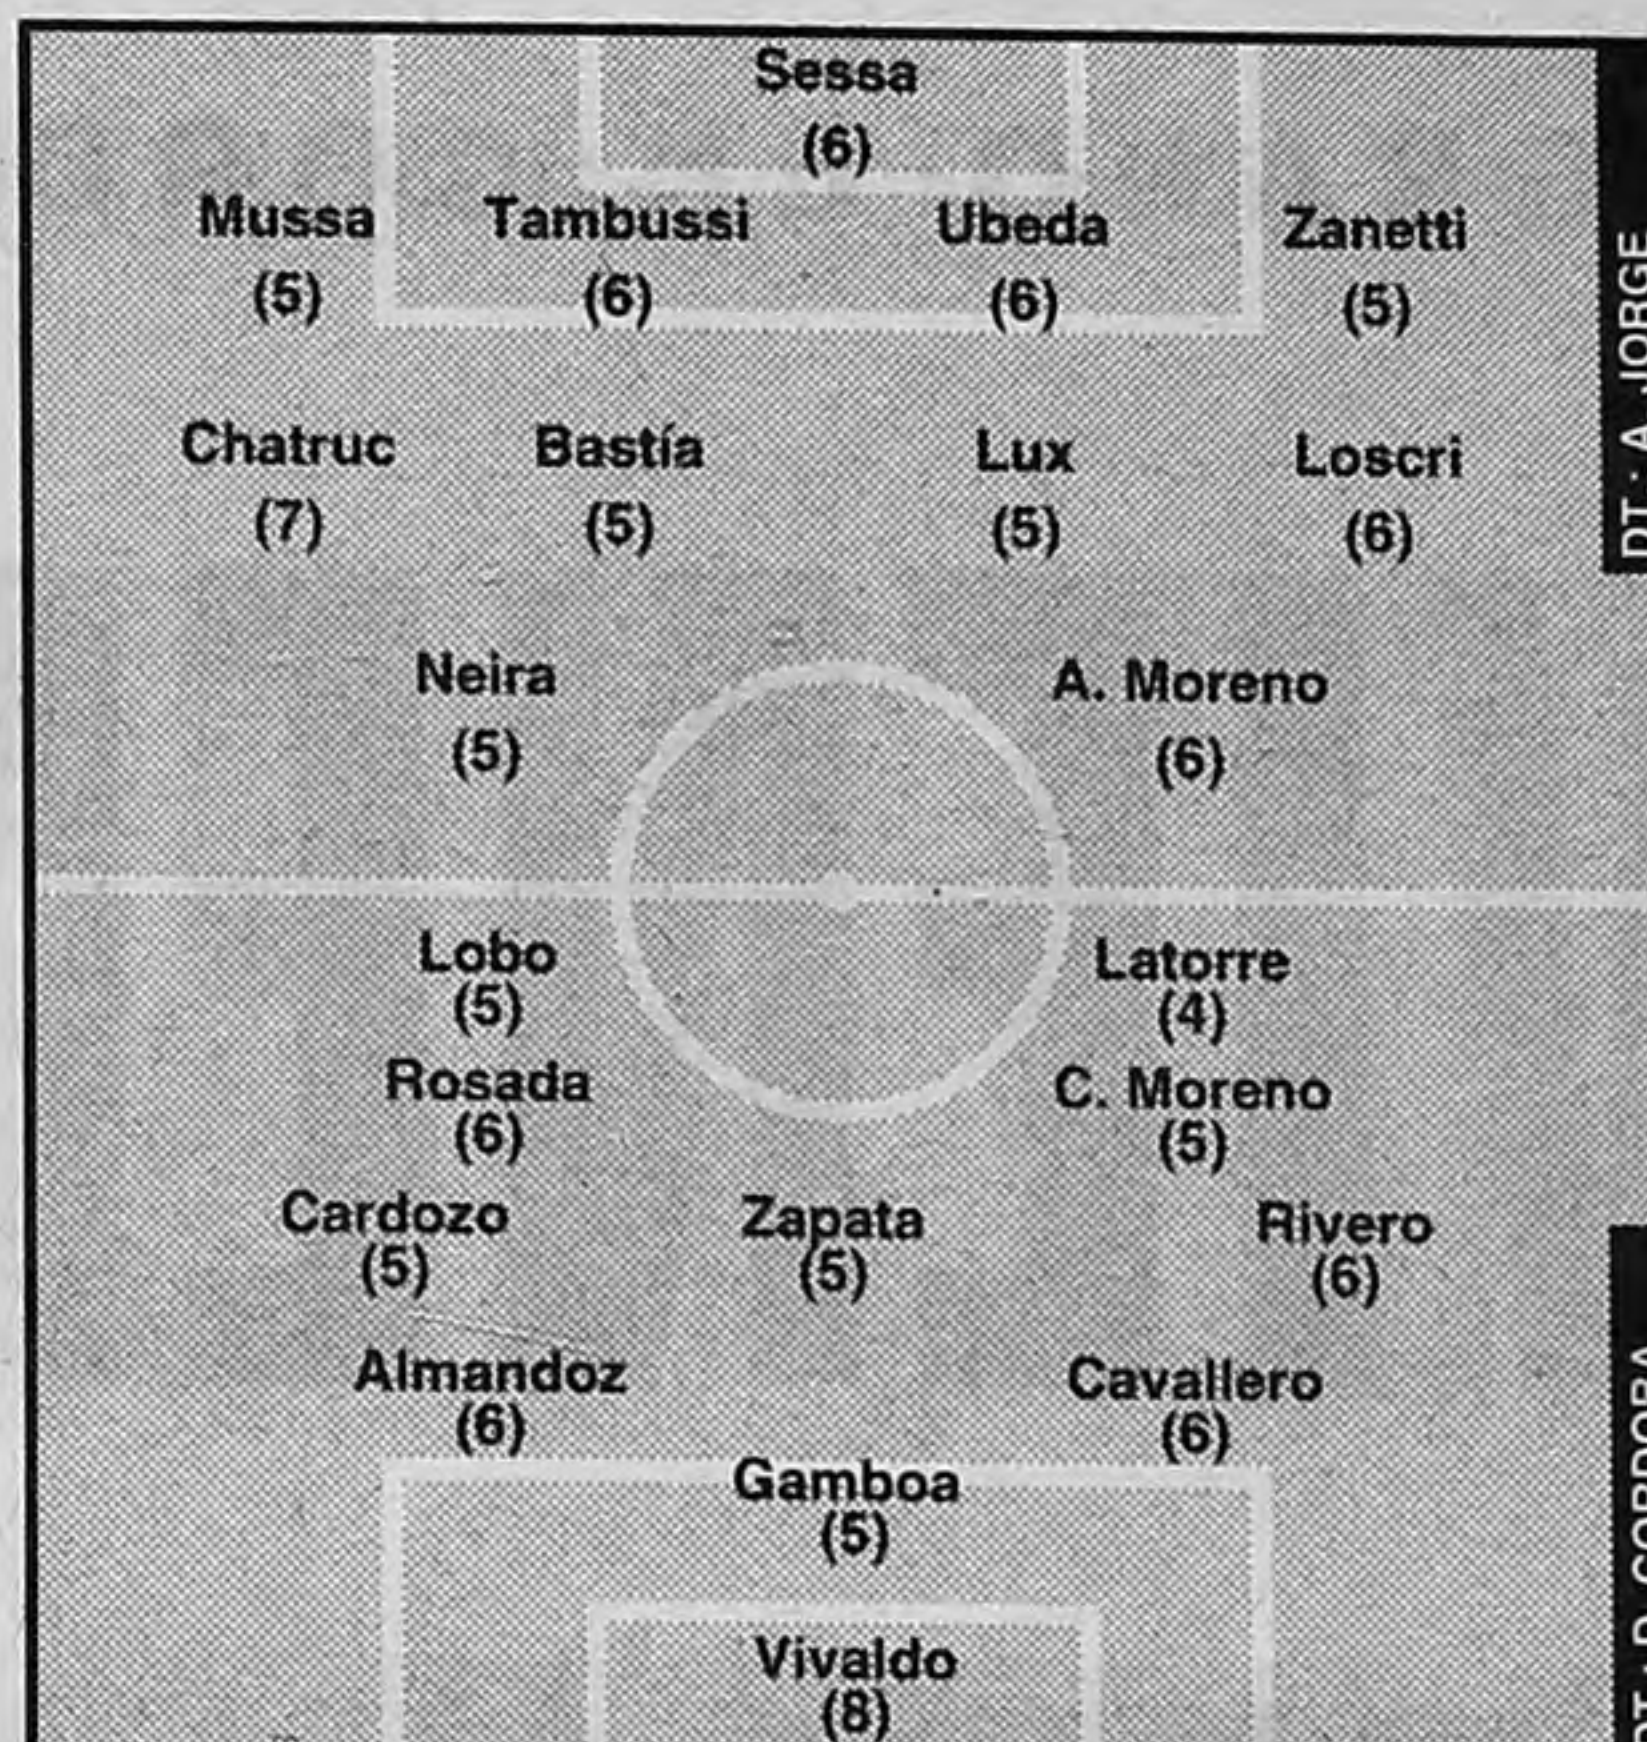 Sessa
(6)
Mussa Tambussi Ubeda Zanetti
(5) (6) (6) (5)
Chatruc Bastía Lux Loscri
(7) (5) (5) (6)
Neira A. Moreno
(5) (6)
Lobo Latorre
(5) (4)
Rosada C. Moreno
(6) (5)
Cardozo Zapata Rivero
(5) (5) (6)
Almandoz Cavallero
(6) (6)
Gamboa
(5)
Vivaldo
(8)
DT: A. JORGE
CORDOBA